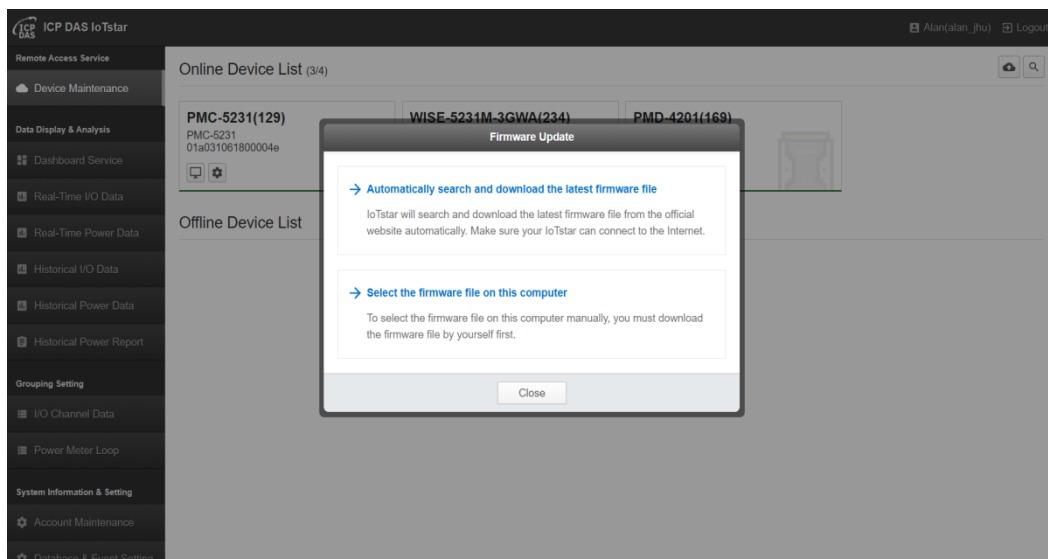 ICP DAS
ICP DAS IoTstar
Alan(alan_jhu) Logout
Remote Access Service
Device Maintenance
Data Display & Analysis
Dashboard Service
Real-Time I/O Data
Real-Time Power Data
Historical I/O Data
Historical Power Data
Historical Power Report
Grouping Setting
I/O Channel Data
Power Meter Loop
System Information & Setting
Account Maintenance
Database & Event Setting
Online Device List (3/4)
PMC-5231(129)
PMC-5231
01a031061800004e
WISE-5231M-3GWA(234)
PMD-4201(169)
Offline Device List
Firmware Update
Automatically search and download the latest firmware file
IoTstar will search and download the latest firmware file from the official
website automatically. Make sure your IoTstar can connect to the Internet.
Select the firmware file on this computer
To select the firmware file on this computer manually, you must download
the firmware file by yourself first.
Close